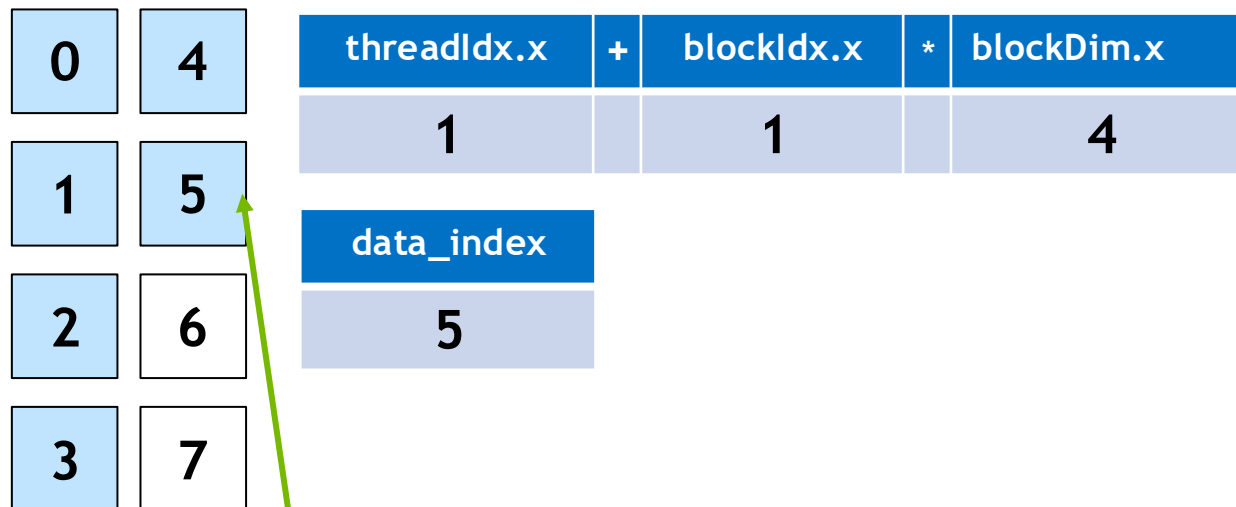 0 4
1 5
2 6
3 7
threadIdx.x + blockIdx.x * blockDim.x
1 1 4
data_index
5